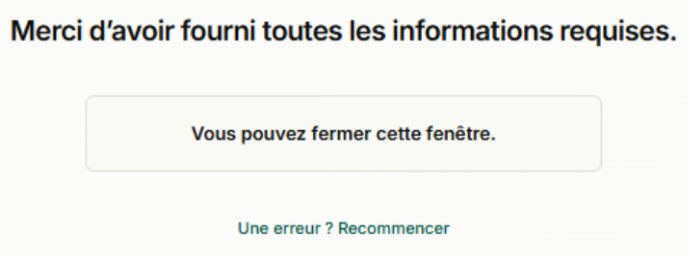 Merci d’avoir fourni toutes les informations requises.
Vous pouvez fermer cette fenêtre.
Une erreur ? Recommencer